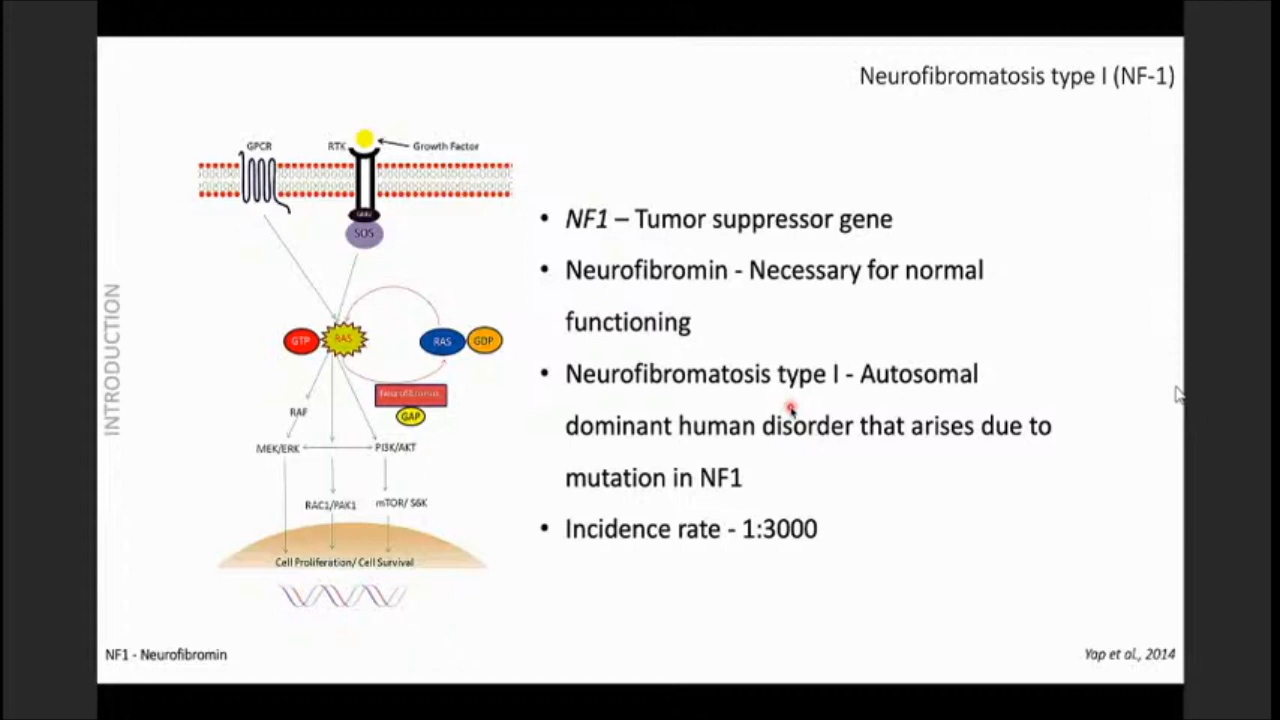 Neurofibromatosis type I (NF-1)
GPCR
RTK
Growth Factor
GRB2
SOS
• NF1 – Tumor suppressor gene
• Neurofibromin - Necessary for normal
functioning
• Neurofibromatosis type I - Autosomal
dominant human disorder that arises due to
mutation in NF1
• Incidence rate - 1:3000
INTRODUCTION
GTP
RAS
RAS
GDP
Neurofibromin
GAP
RAF
MEK/ERK
PI3K/AKT
RAC1/PAK1
mTOR/ S6K
Cell Proliferation/ Cell Survival
NF1 - Neurofibromin
Yap et al., 2014